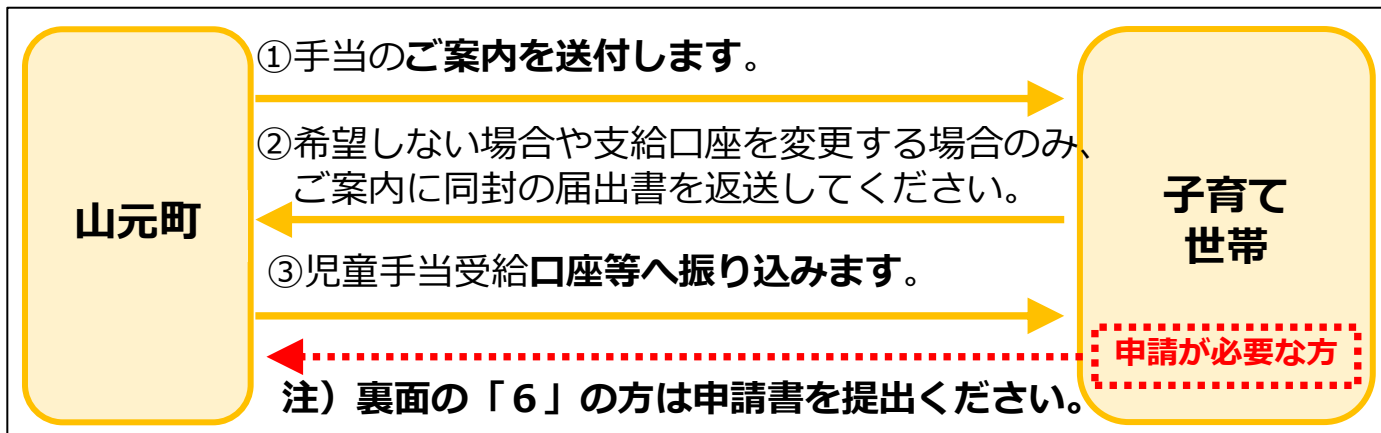 ①手当のご案内を送付します。
②希望しない場合や支給口座を変更する場合のみ、
ご案内に同封の届出書を返送してください。
山元町
子育て
世帯
③児童手当受給口座等へ振り込みます。
申請が必要な方
注）裏面の「６」の方は申請書を提出ください。